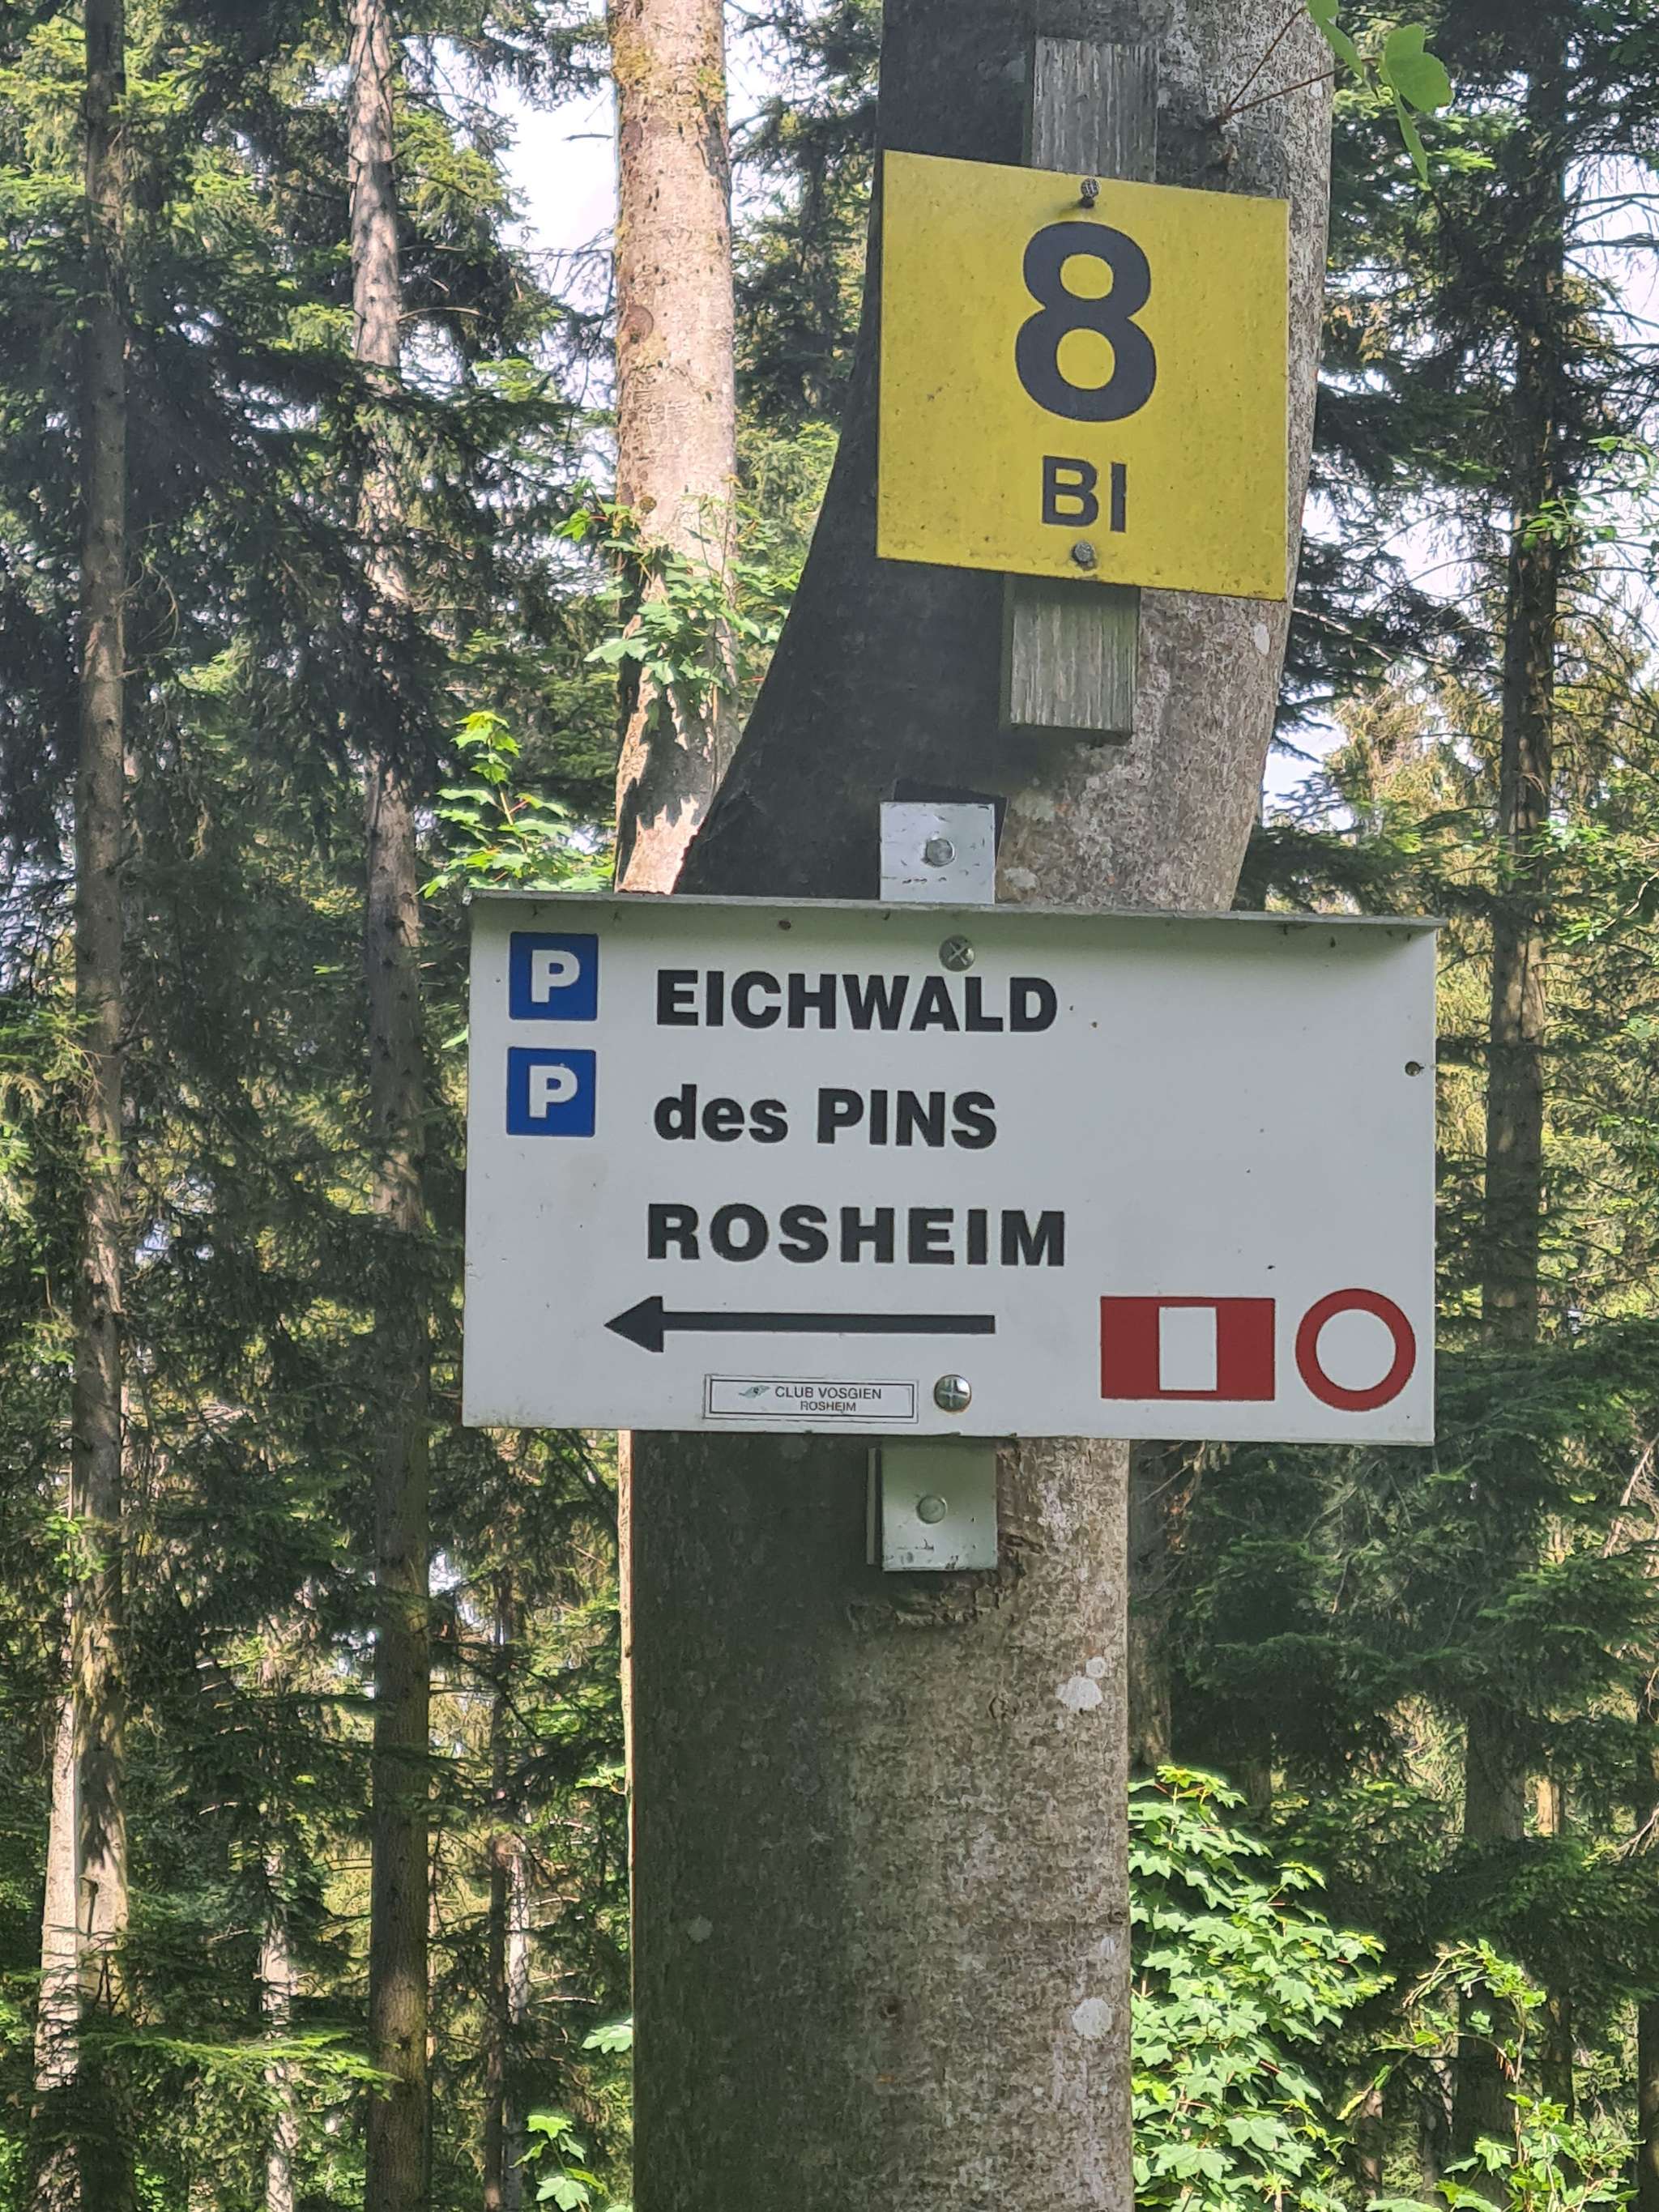 8
BI
P EICHWALD
P des PINS
ROSHEIM
CLUB VOSGIEN
ROSHEIM